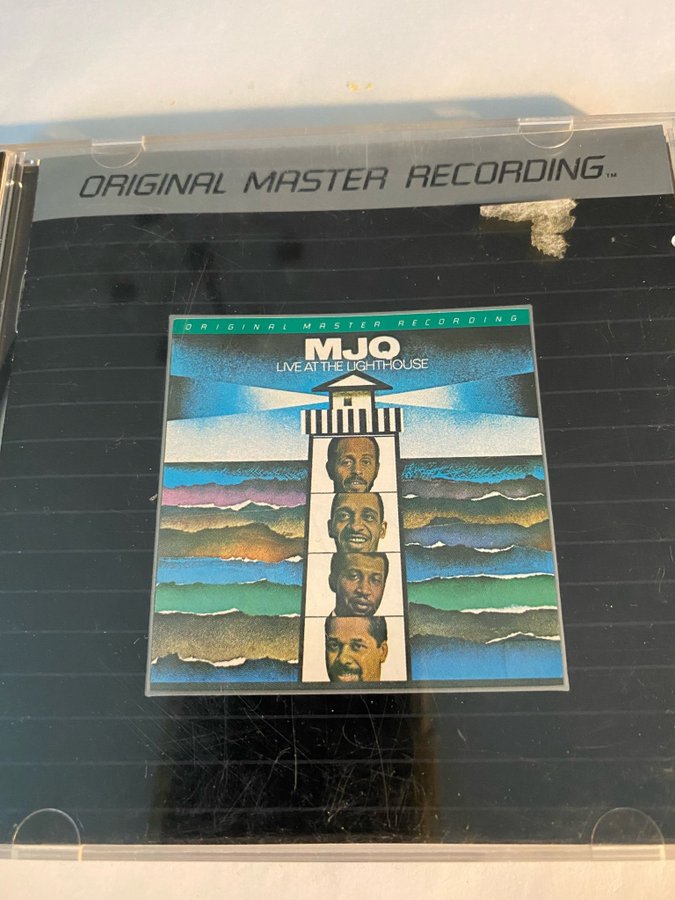 ORIGINAL MASTER RECORDING™
ORIGINAL MASTER RECORDING
MJQ
LIVE AT THE LIGHTHOUSE